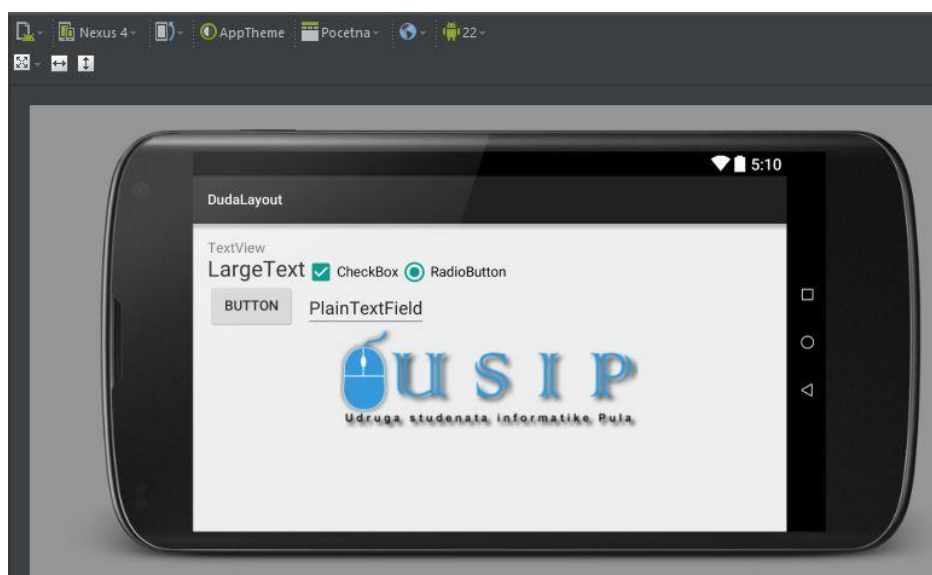 Nexus 4 AppTheme Pocetna 22
5:10
DudaLayout
TextView
LargeText CheckBox RadioButton
BUTTON PlainTextField
USIP
Udruga studenata informatike Pula